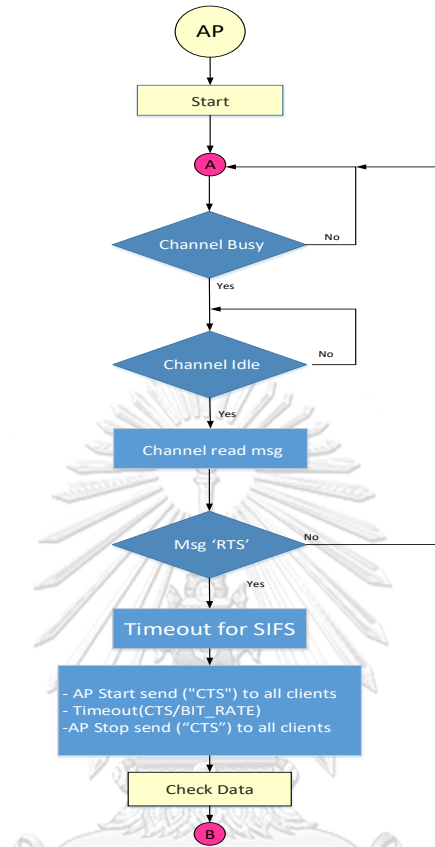 AP
Start
A
Channel Busy
No
Yes
Channel Idle
No
Yes
Channel read msg
Msg ‘RTS’
No
Yes
Timeout for SIFS
- AP Start send ("CTS") to all clients
- Timeout(CTS/BIT_RATE)
-AP Stop send (“CTS”) to all clients
Check Data
B